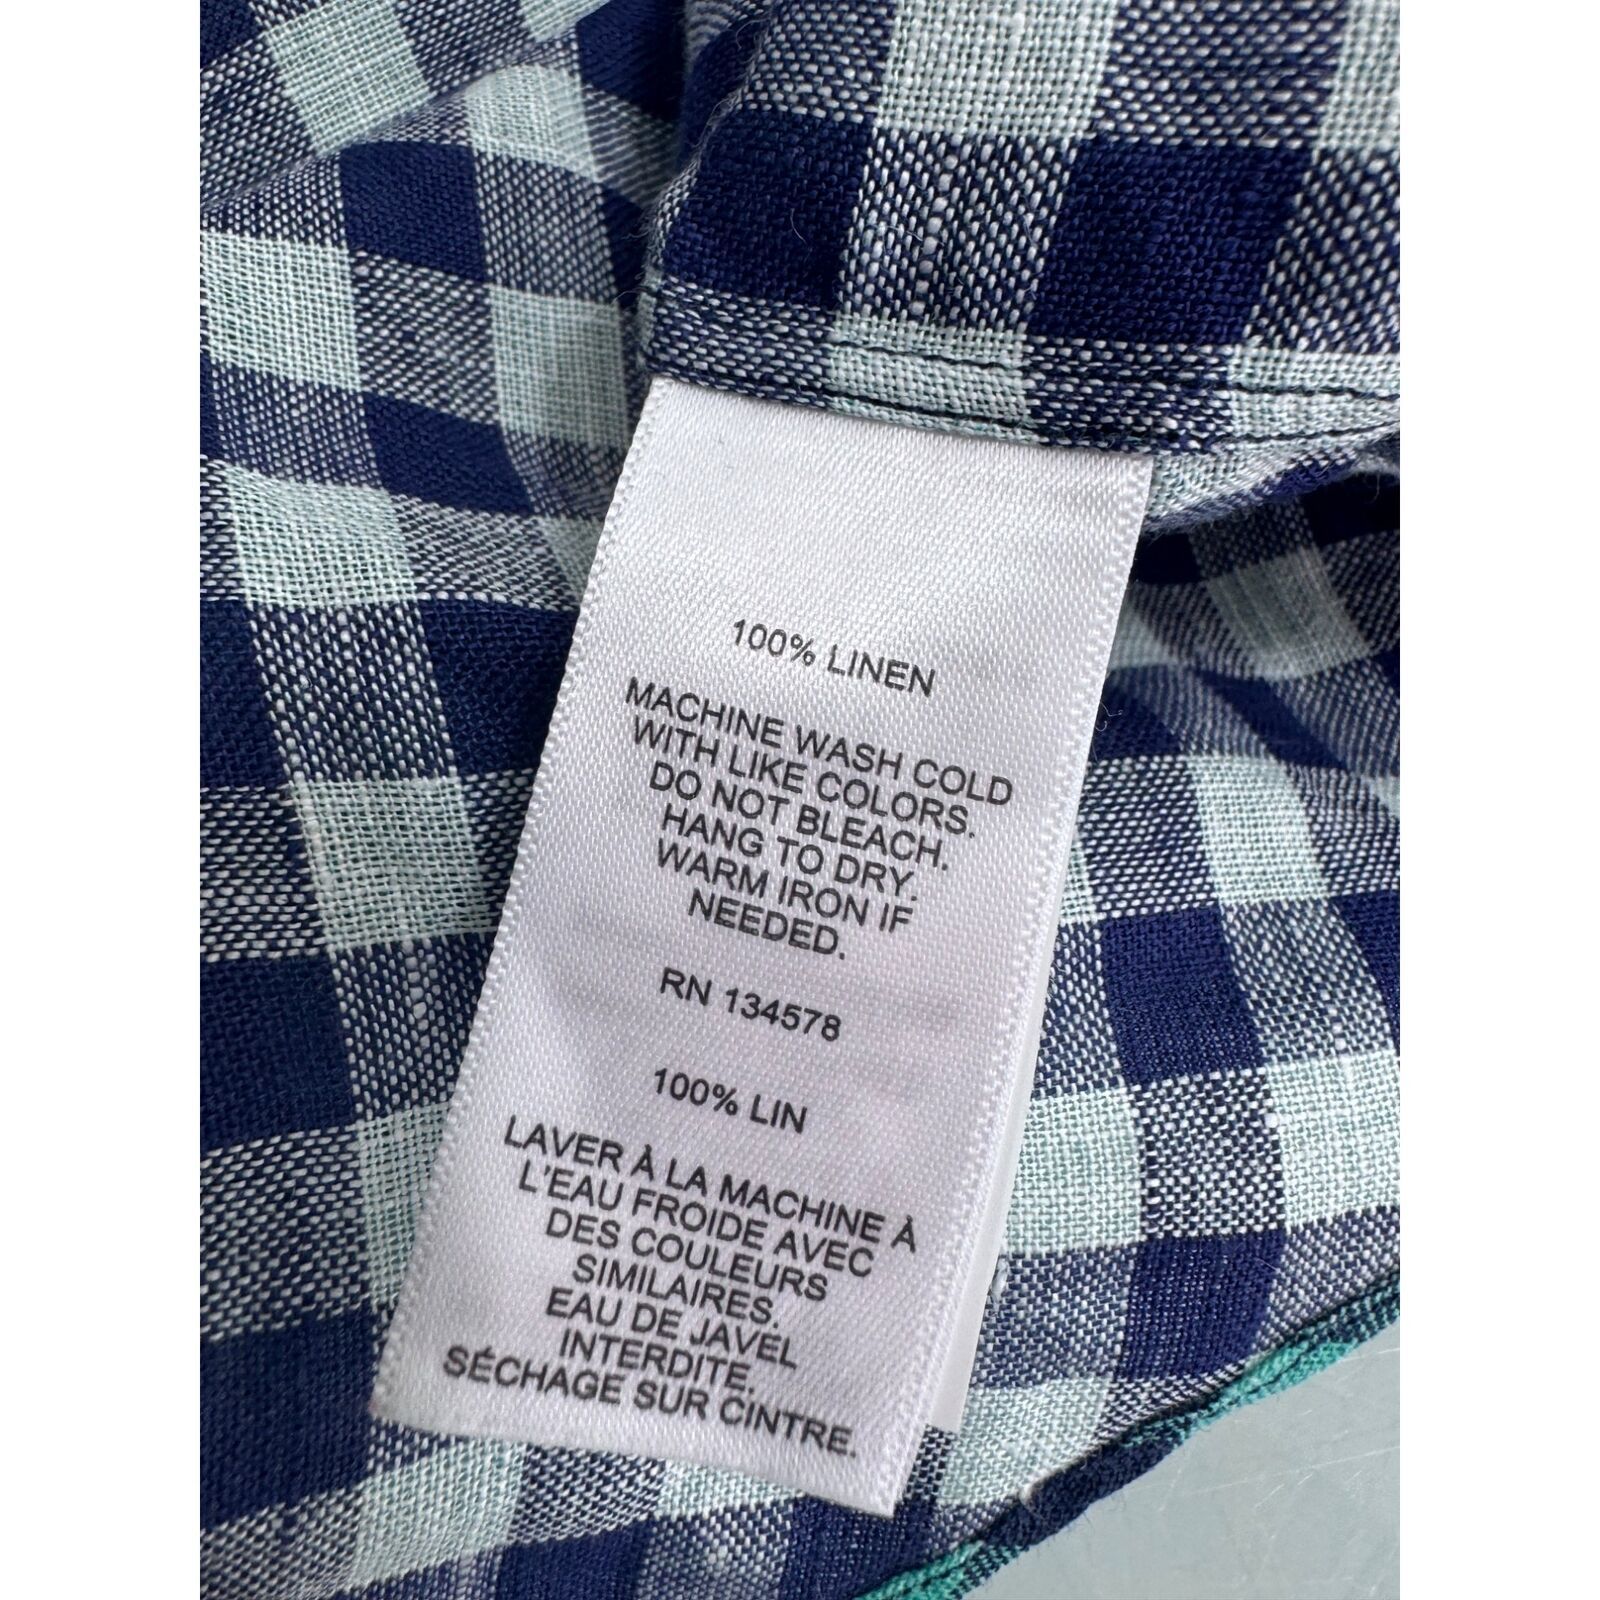 100% LINEN
MACHINE WASH COLD
WITH LIKE COLORS.
DO NOT BLEACH.
HANG TO DRY.
WARM IRON IF
NEEDED.
RN 134578
100% LIN
LAVER À LA MACHINE À
L'EAU FROIDE AVEC
DES COULEURS
SIMILAIRES.
EAU DE JAVEL
INTERDITE.
SÉCHAGE SUR CINTRE.